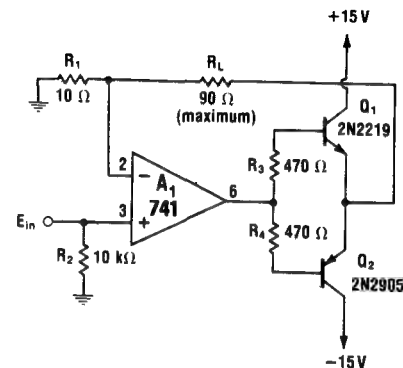 +15 V
R1
10 Ω
RL
90 Ω
(maximum)
Q1
2N2219
2
A1
741
6
3
−
+
R3 470 Ω
Ein
R2 10 kΩ
R4 470 Ω
Q2
2N2905
−15 V